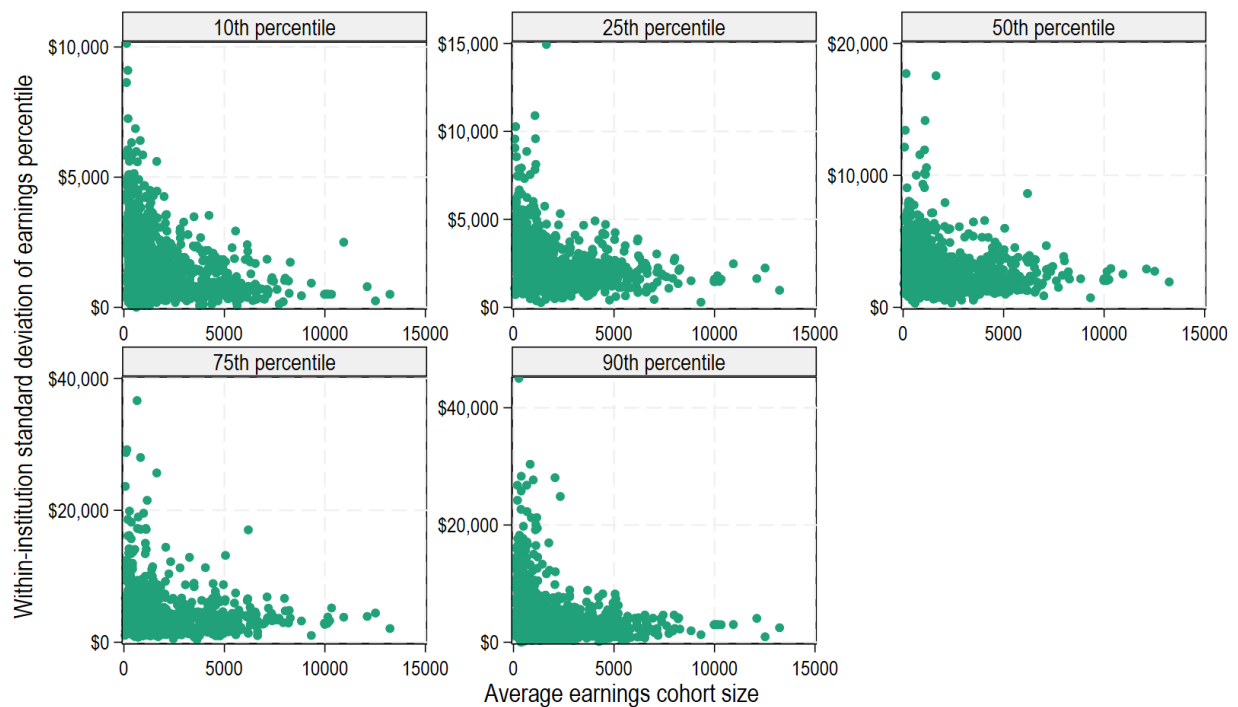 10th percentile
25th percentile
50th percentile
$10,000
$5,000
$0
0 5000 10000 15000
$15,000
$10,000
$5,000
$0
0 5000 10000 15000
$20,000
$10,000
$0
0 5000 10000 15000
75th percentile
90th percentile
$40,000
$20,000
$0
0 5000 10000 15000
$40,000
$20,000
$0
0 5000 10000 15000
Within-institution standard deviation of earnings percentile
Average earnings cohort size